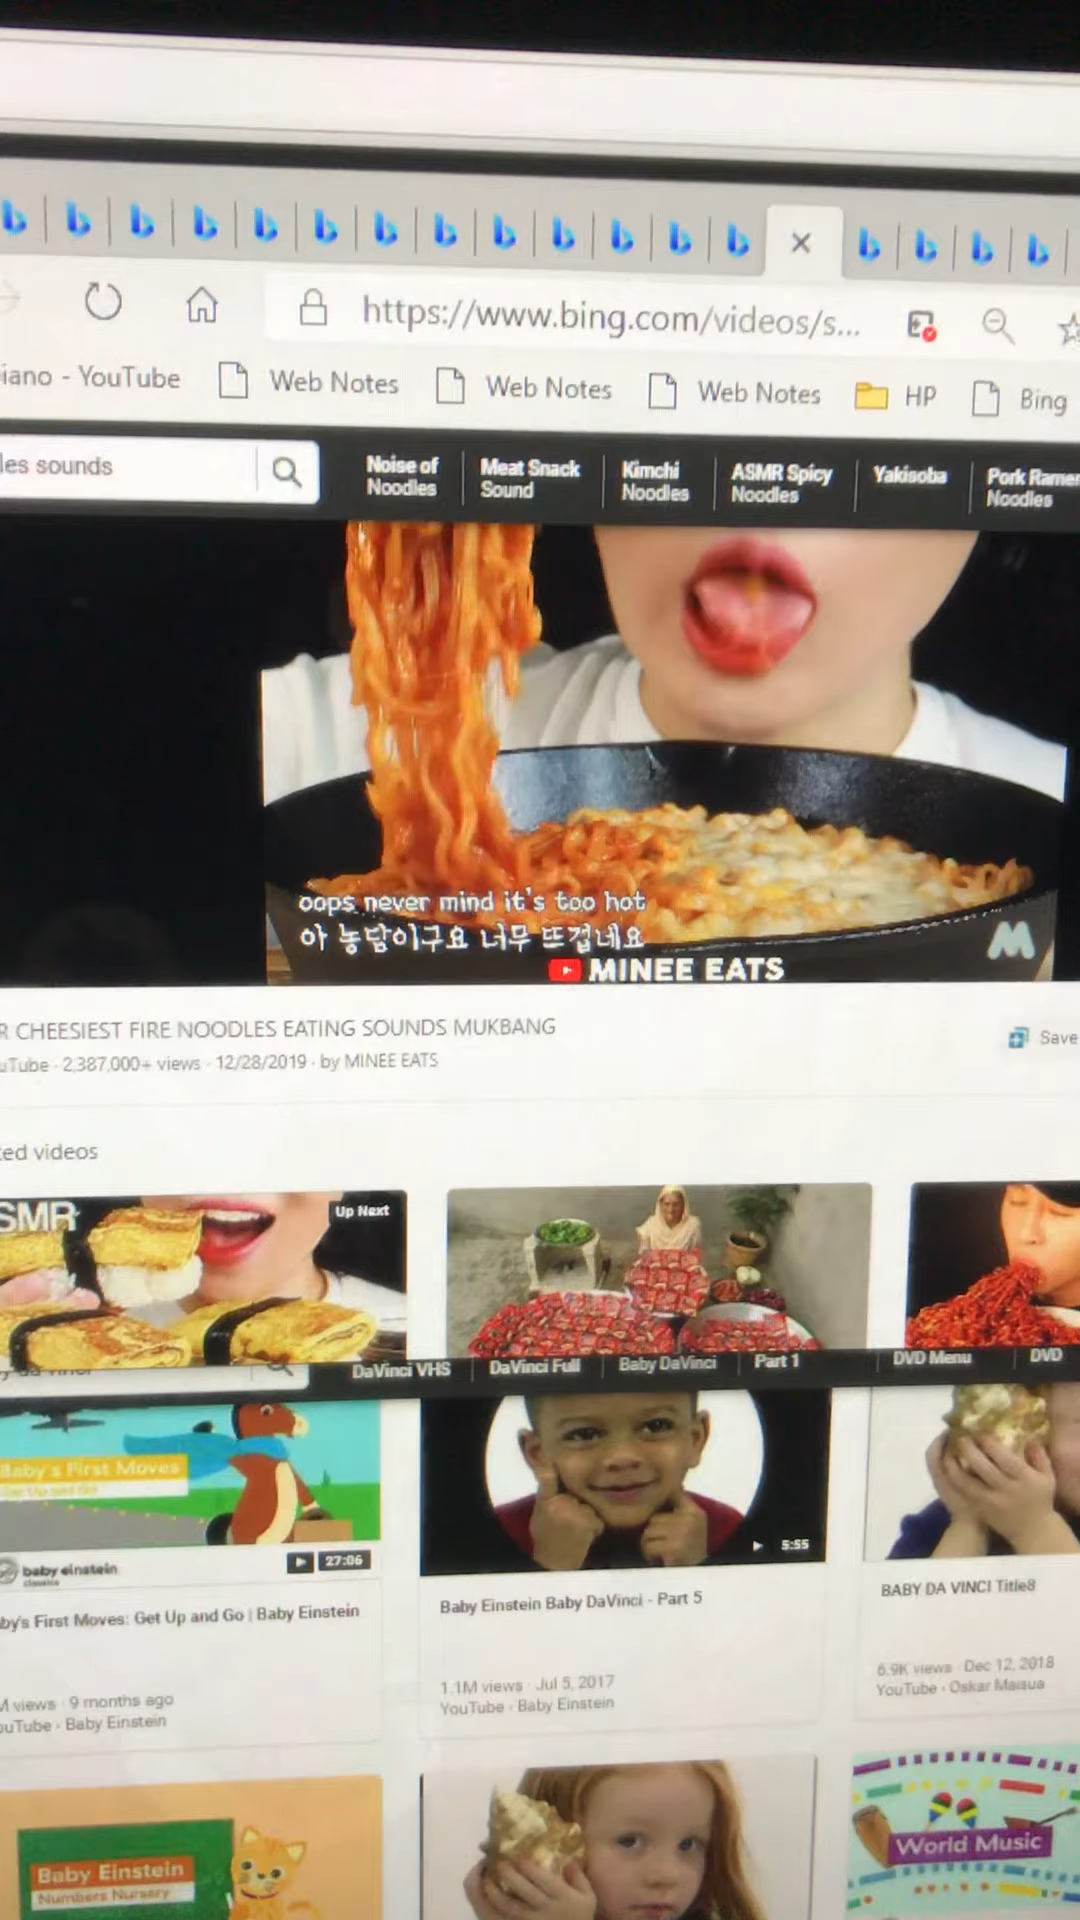 https://www.bing.com/videos/s...
iano - YouTube
Web Notes
Web Notes
Web Notes
HP
Bing
les sounds
Noise of
Noodles
Meat Snack
Sound
Kimchi
Noodles
ASMR Spicy
Noodles
Yakisoba
Pork Ramen
Noodles
oops never mind it's too hot
아 농담이구요 너무 뜨겁네요
MINEE EATS
R CHEESIEST FIRE NOODLES EATING SOUNDS MUKBANG
uTube · 2,387,000+ views · 12/28/2019 · by MINEE EATS
Save
ted videos
SMR
Up Next
DaVinci VHS
DaVinci Full
Baby DaVinci
Part 1
DVD Menu
DVD
Baby's First Moves
Get Up and Go
baby einstein
classics
27:06
5:55
by's First Moves: Get Up and Go | Baby Einstein
M views · 9 months ago
ouTube · Baby Einstein
Baby Einstein Baby DaVinci - Part 5
1.1M views · Jul 5, 2017
YouTube · Baby Einstein
BABY DA VINCI Title8
6.9K views · Dec 12, 2018
YouTube · Oskar Maisua
Baby Einstein
Numbers Nursery
World Music